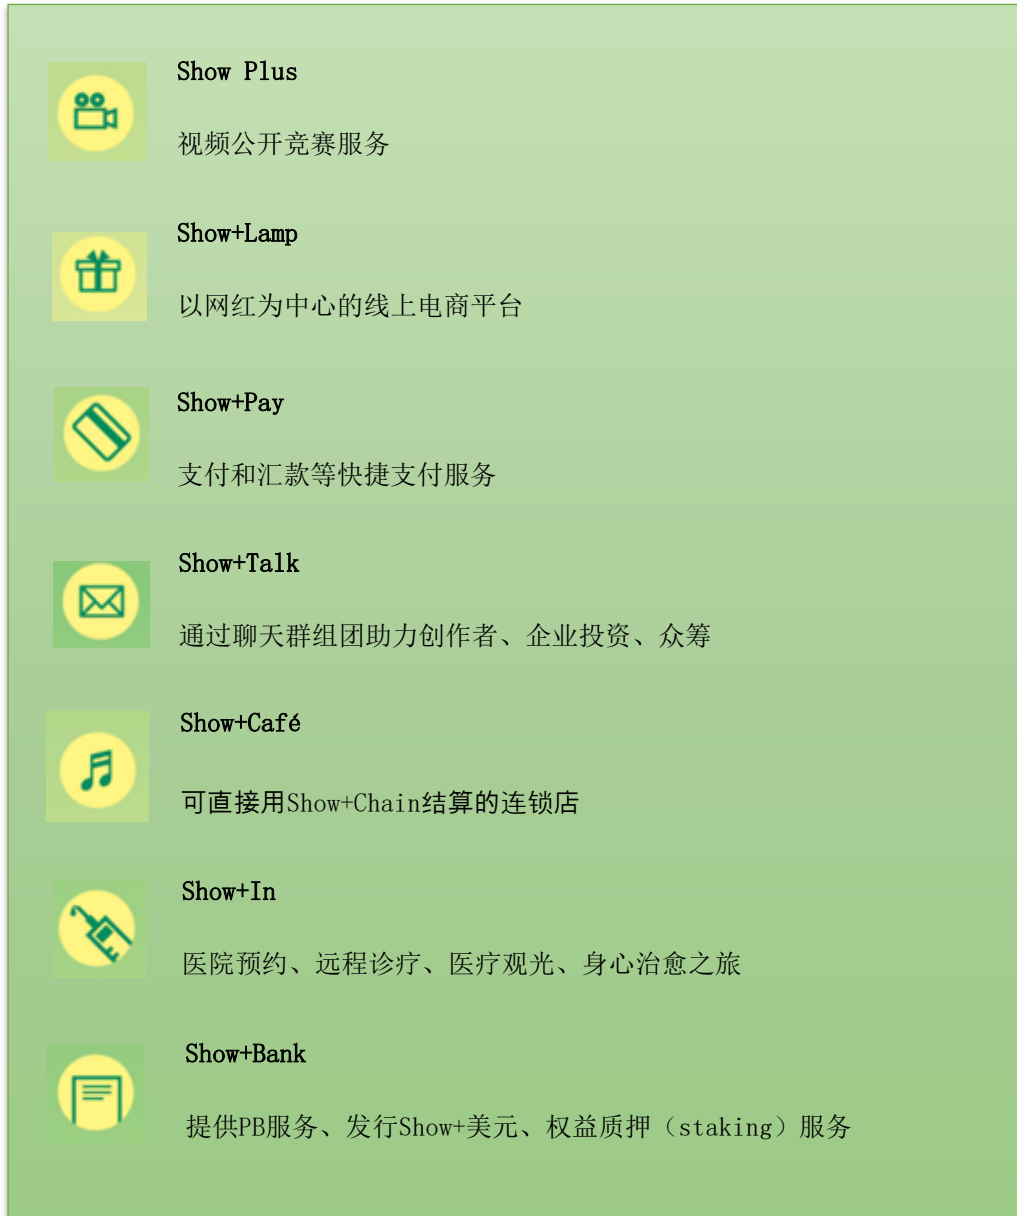 Show Plus
视频公开竞赛服务
Show+Lamp
以网红为中心的线上电商平台
Show+Pay
支付和汇款等快捷支付服务
Show+Talk
通过聊天群组团助力创作者、企业投资、众筹
Show+Café
可直接用Show+Chain结算的连锁店
Show+In
医院预约、远程诊疗、医疗观光、身心治愈之旅
Show+Bank
提供PB服务、发行Show+美元、权益质押（staking）服务